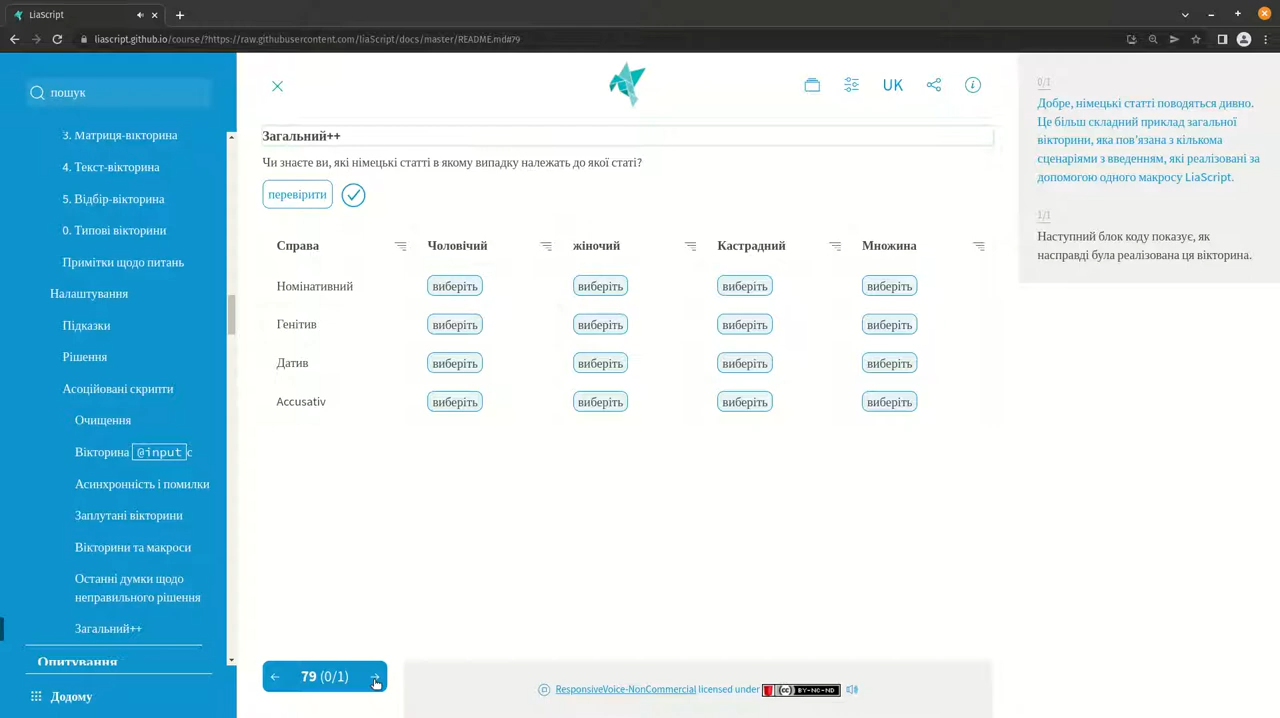 LiaScript
liascript.github.io/course/?https://raw.githubusercontent.com/liaScript/docs/master/README.md#79
пошук
3. Матриця-вікторина
4. Текст-вікторина
5. Відбір-вікторина
0. Типові вікторини
Примітки щодо питань
Налаштування
Підказки
Рішення
Асоційовані скрипти
Очищення
Вікторина @input с
Асинхронність і помилки
Заплутані вікторини
Вікторини та макроси
Останні думки щодо
неправильного рішення
Загальний++
Опитування
Додому
UK
Загальний++
Чи знаєте ви, які німецькі статті в якому випадку належать до якої статі?
перевірити
Справа Чоловічий жіночий Кастрадний Множина
Номінативний виберіть виберіть виберіть виберіть
Генітив виберіть виберіть виберіть виберіть
Датив виберіть виберіть виберіть виберіть
Accusativ виберіть виберіть виберіть виберіть
79 (0/1)
ResponsiveVoice-NonCommercial licensed under
cc BY-NC-ND
0/1
Добре, німецькі статті поводяться дивно.
Це більш складний приклад загальної
вікторини, яка пов’язана з кількома
сценаріями з введенням, які реалізовані за
допомогою одного макросу LiaScript.
1/1
Наступний блок коду показує, як
насправді була реалізована ця вікторина.